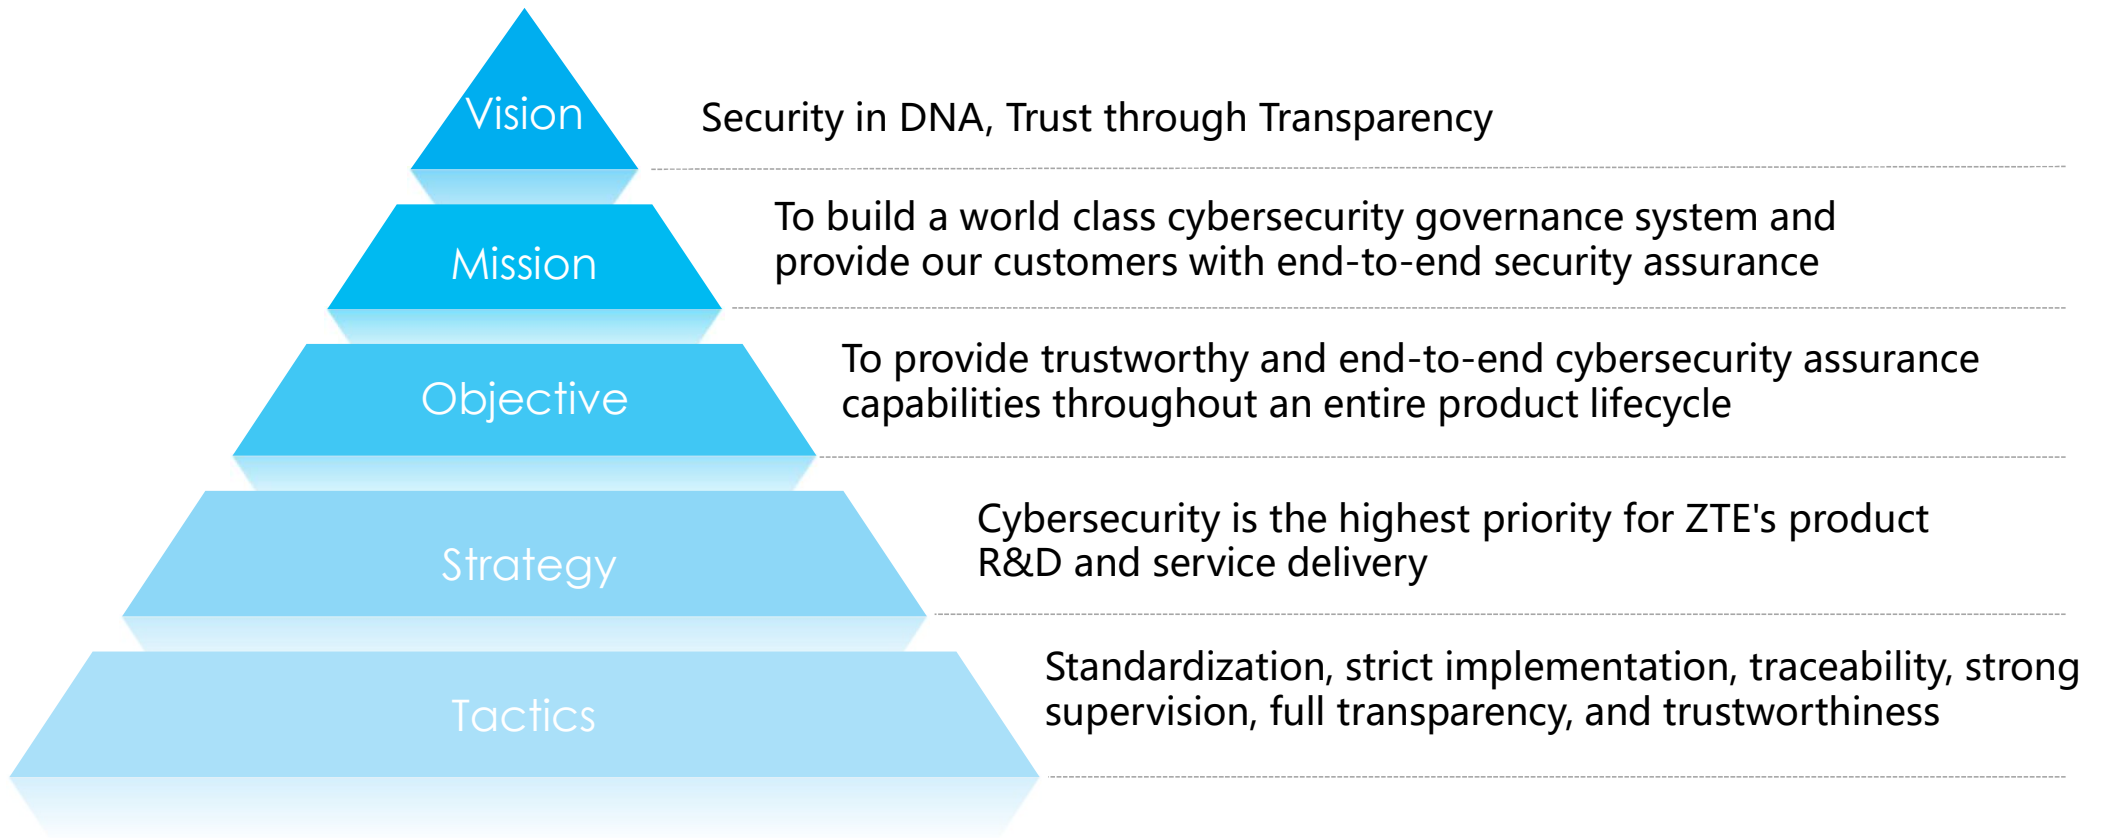 Vision
Security in DNA, Trust through Transparency
Mission
To build a world class cybersecurity governance system and
provide our customers with end-to-end security assurance
Objective
To provide trustworthy and end-to-end cybersecurity assurance
capabilities throughout an entire product lifecycle
Strategy
Cybersecurity is the highest priority for ZTE's product
R&D and service delivery
Tactics
Standardization, strict implementation, traceability, strong
supervision, full transparency, and trustworthiness